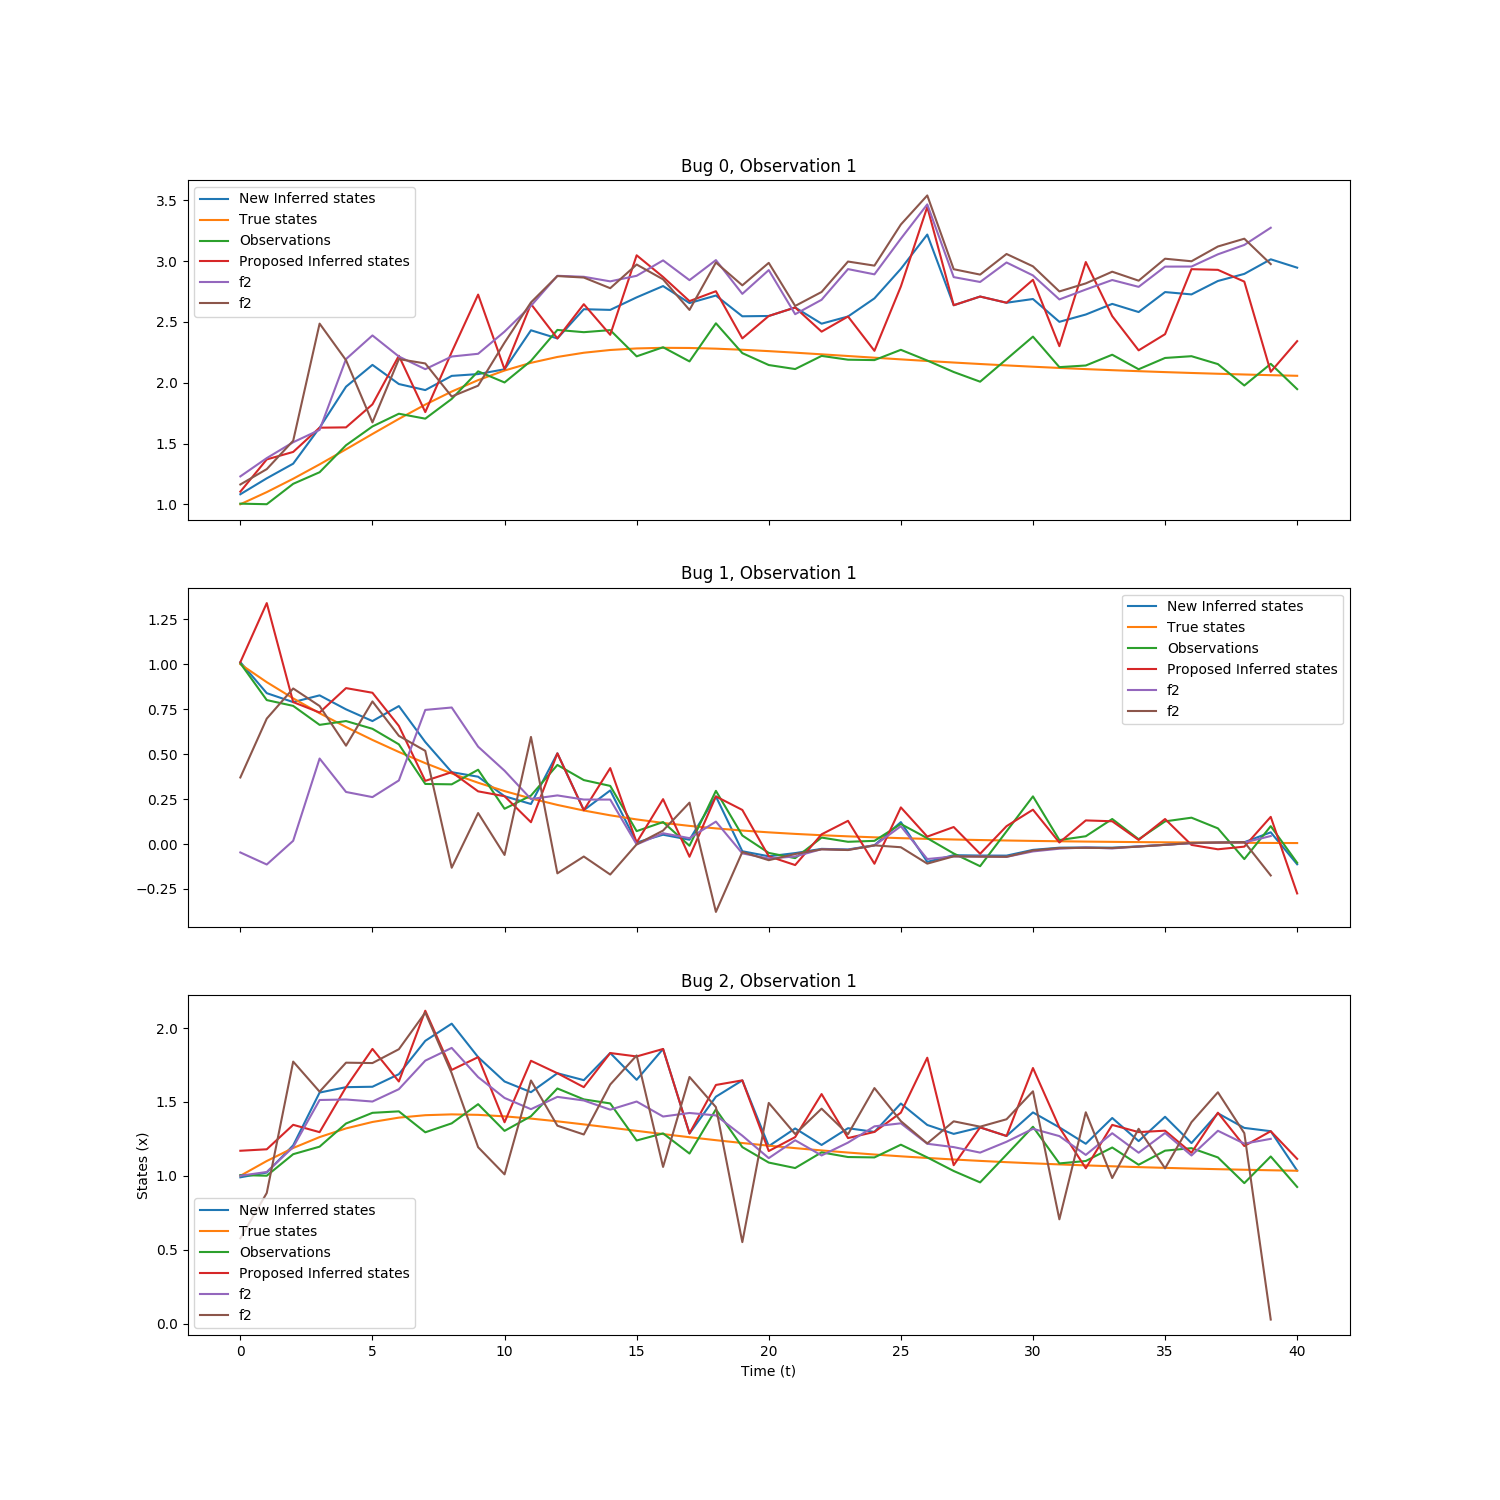 Bug 0, Observation 1
3.5
3.0
2.5
2.0
1.5
1.0
New Inferred states
True states
Observations
Proposed Inferred states
f2
f2
Bug 1, Observation 1
1.25
1.00
0.75
0.50
0.25
0.00
−0.25
New Inferred states
True states
Observations
Proposed Inferred states
f2
f2
Bug 2, Observation 1
States (x)
2.0
1.5
1.0
0.5
0.0
New Inferred states
True states
Observations
Proposed Inferred states
f2
f2
0 5 10 15 20 25 30 35 40
Time (t)